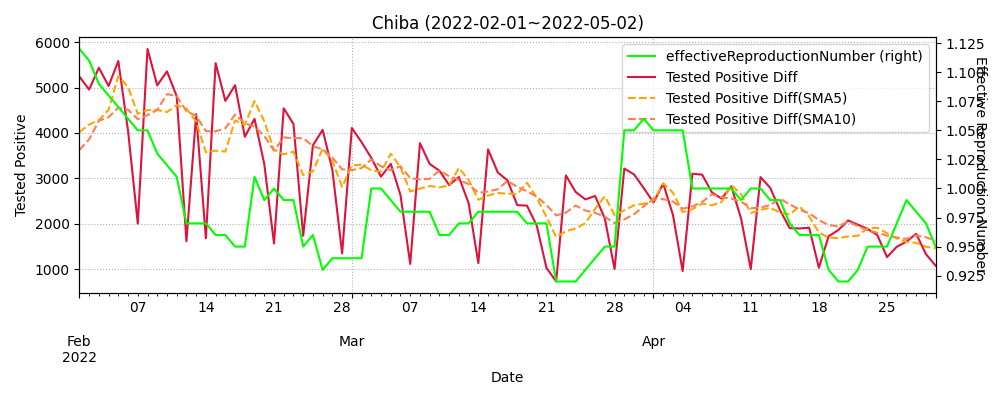 Chiba (2022-02-01~2022-05-02)
effectiveReproductionNumber (right)
Tested Positive Diff
Tested Positive Diff(SMA5)
Tested Positive Diff(SMA10)
6000
5000
4000
3000
2000
1000
Tested Positive
1.125
1.100
1.075
1.050
1.025
1.000
0.975
0.950
0.925
Effective Reproduction Number
07 14 21 28 07 14 21 28 04 11 18 25
Feb Mar Apr
2022
Date